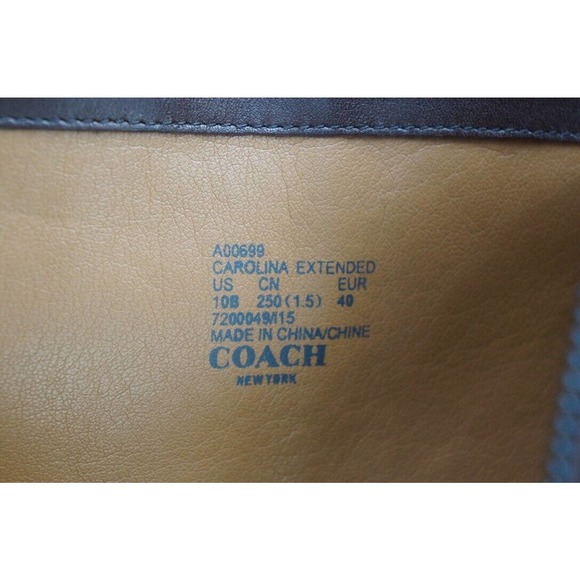 A00699
CAROLINA EXTENDED
US CN EUR
10B 250(1.5) 40
7200049/I15
MADE IN CHINA/CHINE
COACH
NEW YORK